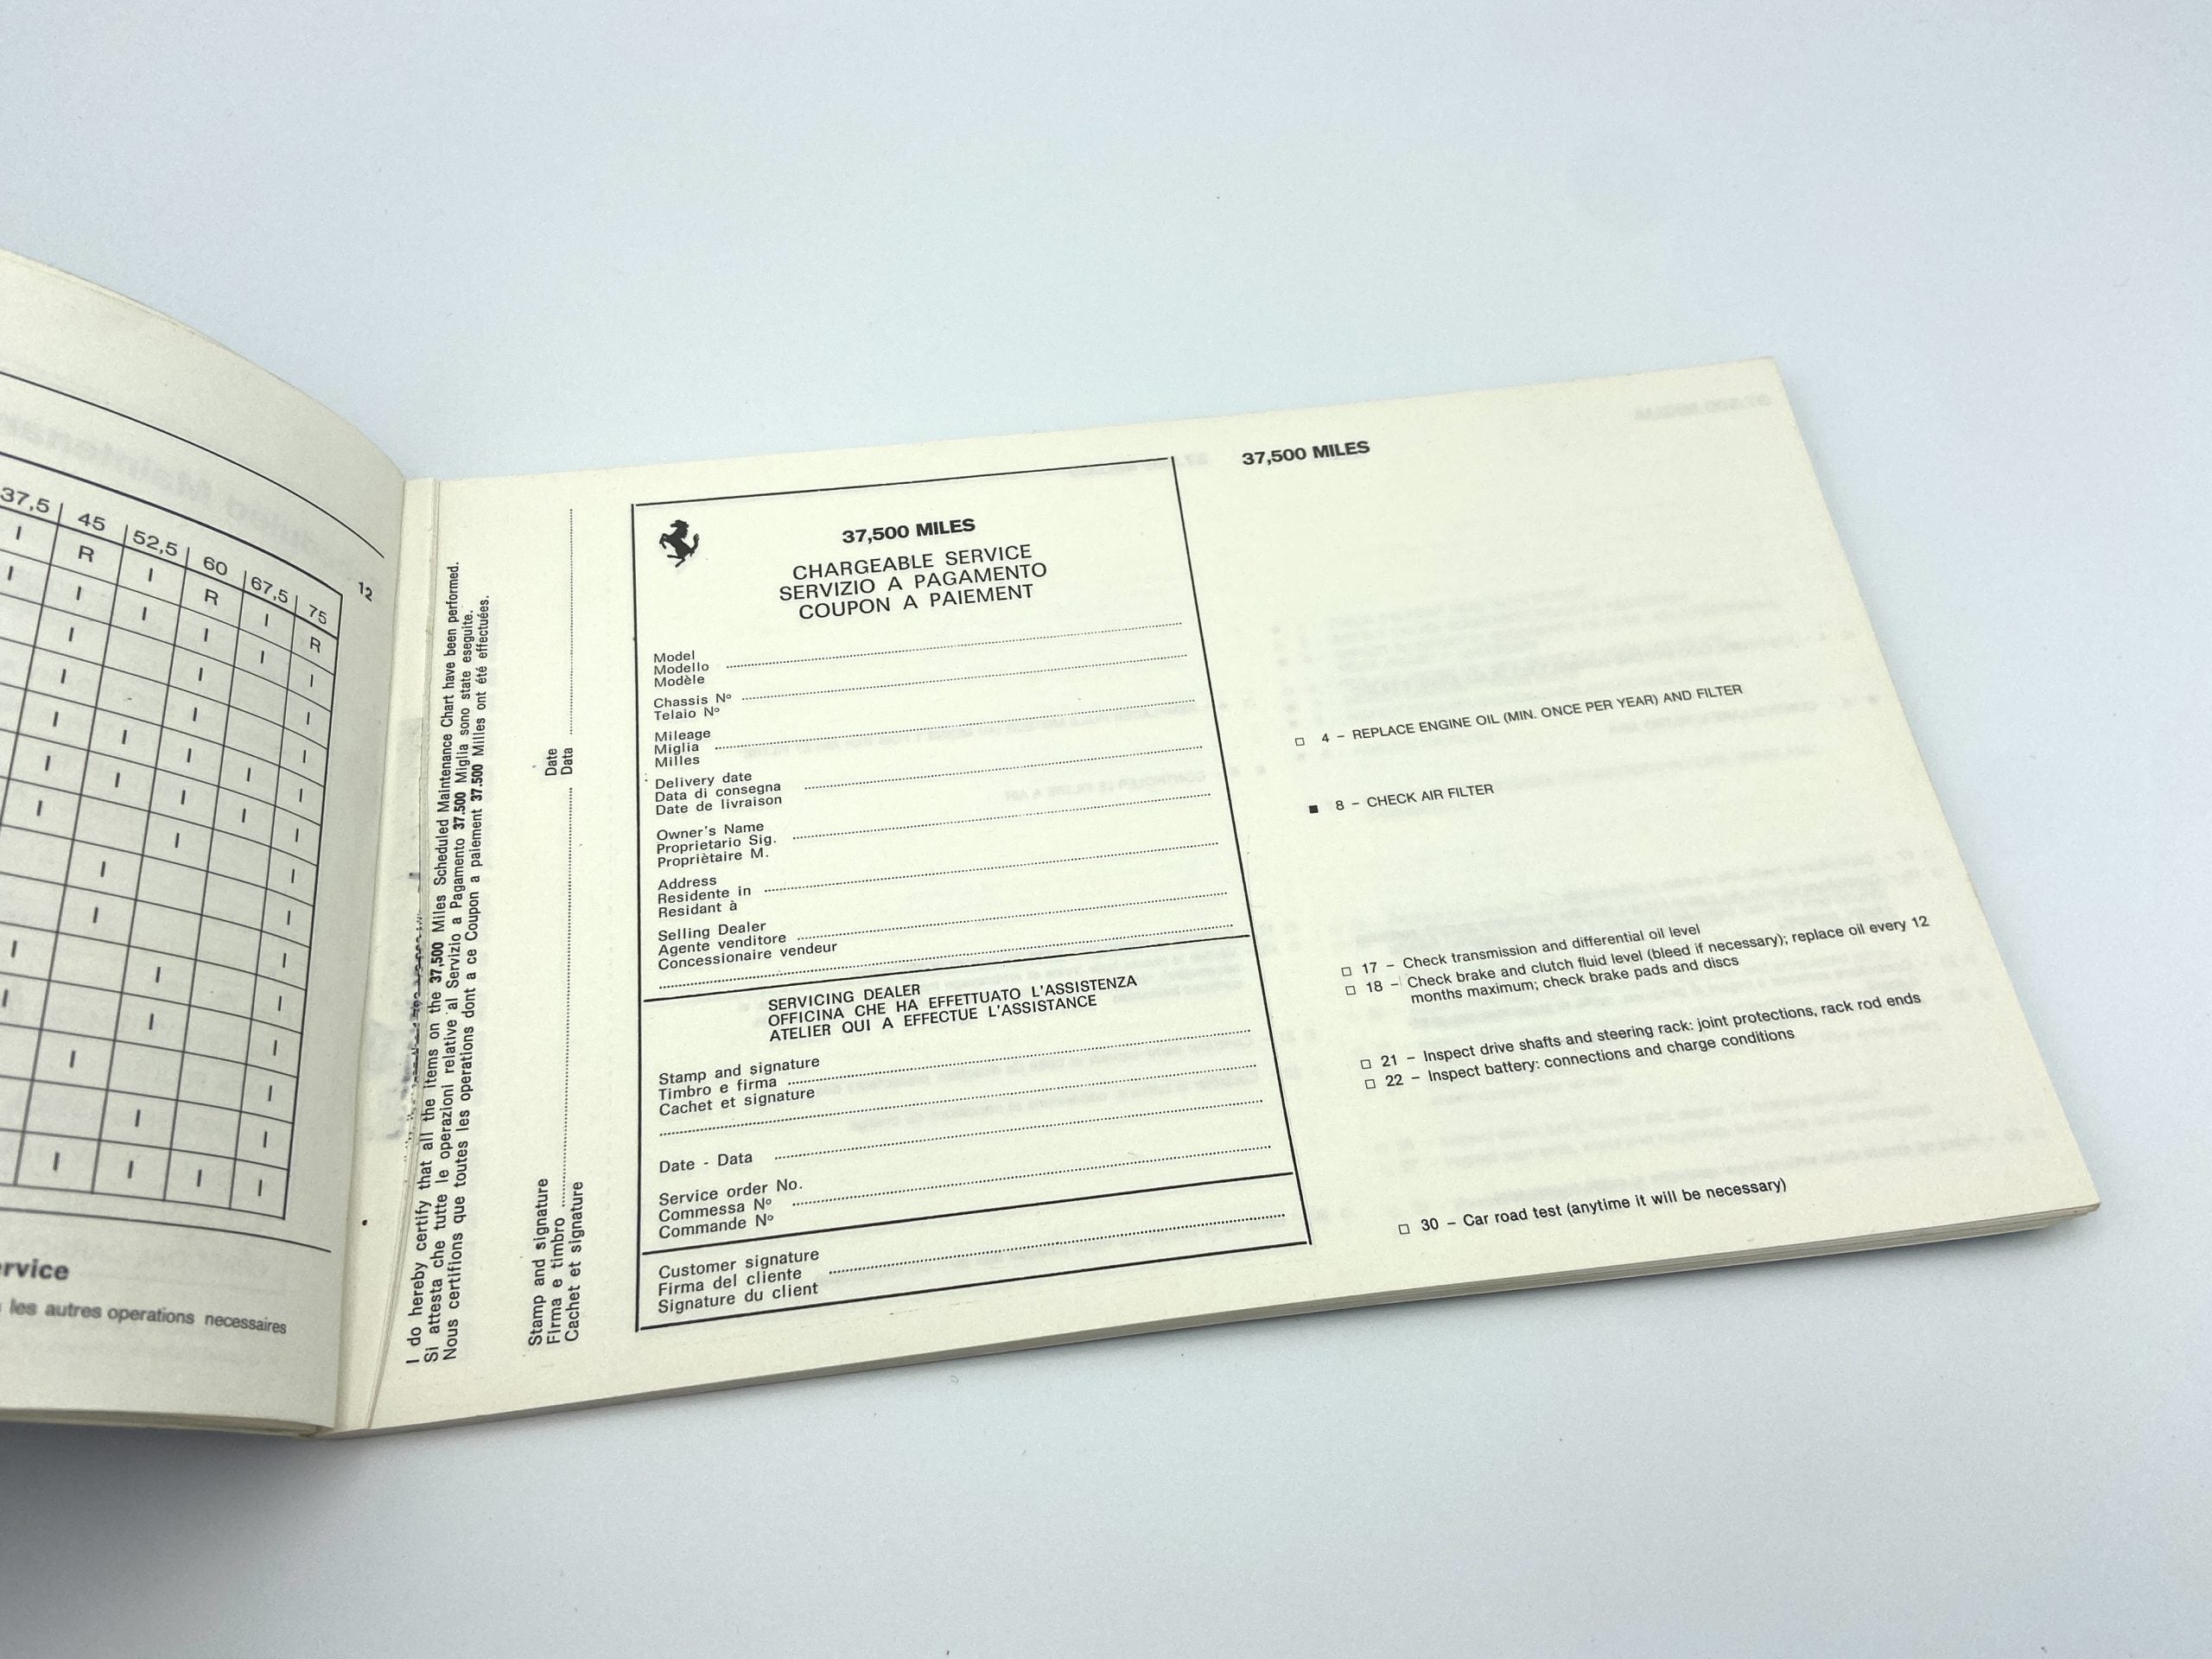 37,5 45 52,5 60 67,5 75
I R I R I R
12
ervice
les autres operations necessaires
I do hereby certify that all the items on the 37,500 Miles Scheduled Maintenance Chart have been performed.
Si attesta che tutte le operazioni relative al Servizio a Pagamento 37.500 Miglia sono state eseguite.
Nous certifions que toutes les operations dont a ce Coupon a paiement 37.500 Milles ont été effectuées.
Stamp and signature
Firma e timbro
Cachet et signature
Date
Data
37,500 MILES
CHARGEABLE SERVICE
SERVIZIO A PAGAMENTO
COUPON A PAIEMENT
Model
Modello
Modèle
Chassis Nº
Telaio Nº
Mileage
Miglia
Milles
Delivery date
Data di consegna
Date de livraison
Owner's Name
Proprietario Sig.
Propriètaire M.
Address
Residente in
Residant à
Selling Dealer
Agente venditore
Concessionaire vendeur
SERVICING DEALER
OFFICINA CHE HA EFFETTUATO L'ASSISTENZA
ATELIER QUI A EFFECTUE L'ASSISTANCE
Stamp and signature
Timbro e firma
Cachet et signature
Date - Data
Service order No.
Commessa Nº
Commande Nº
Customer signature
Firma del cliente
Signature du client
37,500 MILES
□ 4 – REPLACE ENGINE OIL (MIN. ONCE PER YEAR) AND FILTER
■ 8 – CHECK AIR FILTER
□ 17 – Check transmission and differential oil level
□ 18 – Check brake and clutch fluid level (bleed if necessary); replace oil every 12
months maximum; check brake pads and discs
□ 21 – Inspect drive shafts and steering rack: joint protections, rack rod ends
□ 22 – Inspect battery: connections and charge conditions
□ 30 – Car road test (anytime it will be necessary)